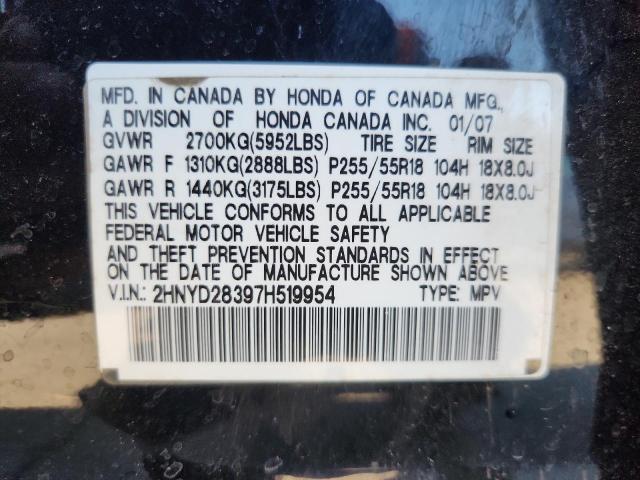 MFD. IN CANADA BY HONDA OF CANADA MFG.,
A DIVISION OF HONDA CANADA INC. 01/07
GVWR 2700KG(5952LBS) TIRE SIZE RIM SIZE
GAWR F 1310KG(2888LBS) P255/55R18 104H 18X8.0J
GAWR R 1440KG(3175LBS) P255/55R18 104H 18X8.0J
THIS VEHICLE CONFORMS TO ALL APPLICABLE
FEDERAL MOTOR VEHICLE SAFETY
AND THEFT PREVENTION STANDARDS IN EFFECT
ON THE DATE OF MANUFACTURE SHOWN ABOVE
V.I.N.: 2HNYD28397H519954 TYPE: MPV